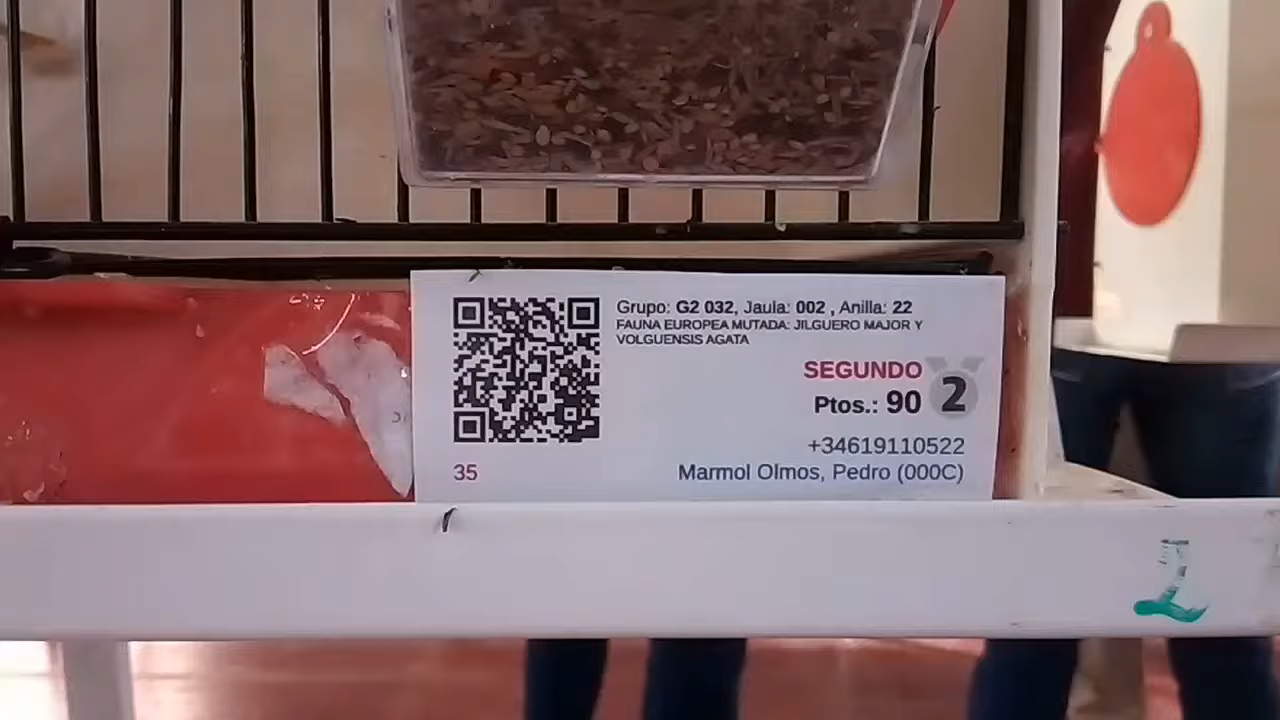 Grupo: G2 032, Jaula: 002 , Anilla: 22
FAUNA EUROPEA MUTADA: JILGUERO MAJOR Y
VOLGUENSIS AGATA
SEGUNDO
Ptos.: 90 2
+34619110522
35 Marmol Olmos, Pedro (000C)